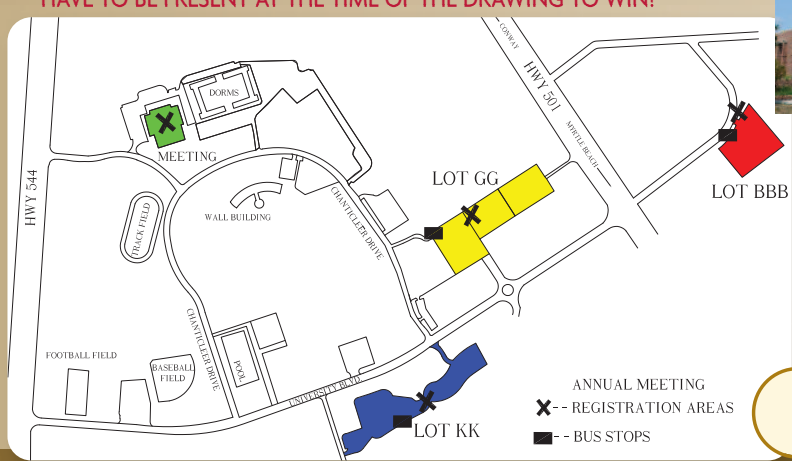 HAVE TO BE PRESENT AT THE TIME OF THE DRAWING TO WIN!
CONWAY
HWY 501
MYRTLE BEACH
DORMS
MEETING
LOT GG
LOT BBB
HWY 544
TRACK FIELD
WALL BUILDING
CHANTICLEER DRIVE
CHANTICLEER DRIVE
FOOTBALL FIELD
BASEBALL
FIELD
POOL
UNIVERSITY BLVD.
LOT KK
ANNUAL MEETING
-- REGISTRATION AREAS
-- BUS STOPS